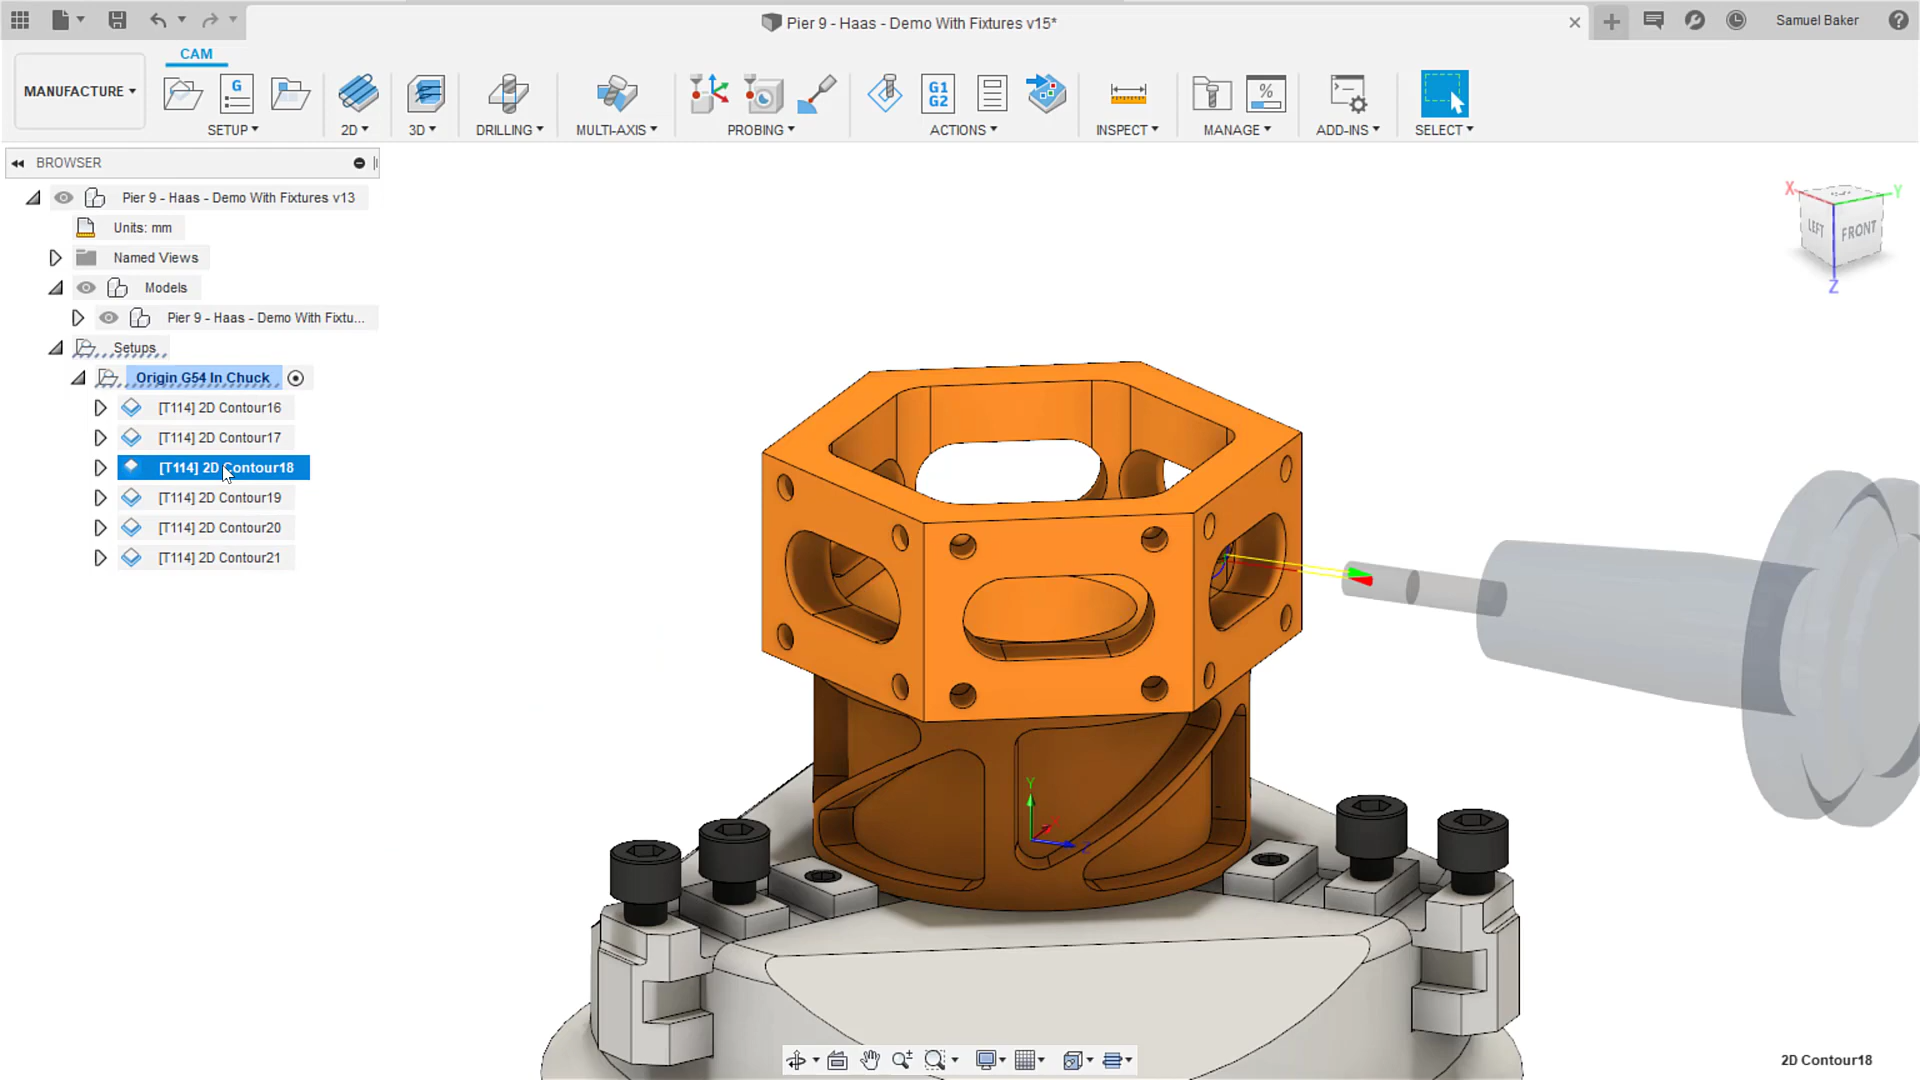 Pier 9 - Haas - Demo With Fixtures v15*
Samuel Baker
MANUFACTURE
CAM
G
G1
G2
%
SETUP
2D
3D
DRILLING
MULTI-AXIS
PROBING
ACTIONS
INSPECT
MANAGE
ADD-INS
SELECT
BROWSER
Pier 9 - Haas - Demo With Fixtures v13
Units: mm
Named Views
Models
Pier 9 - Haas - Demo With Fixtu...
Setups
Origin G54 In Chuck
[T114] 2D Contour16
[T114] 2D Contour17
[T114] 2D Contour18
[T114] 2D Contour19
[T114] 2D Contour20
[T114] 2D Contour21
X
Y
LEFT
FRONT
Z
Y
Z
2D Contour18